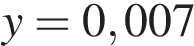 y = 0,007